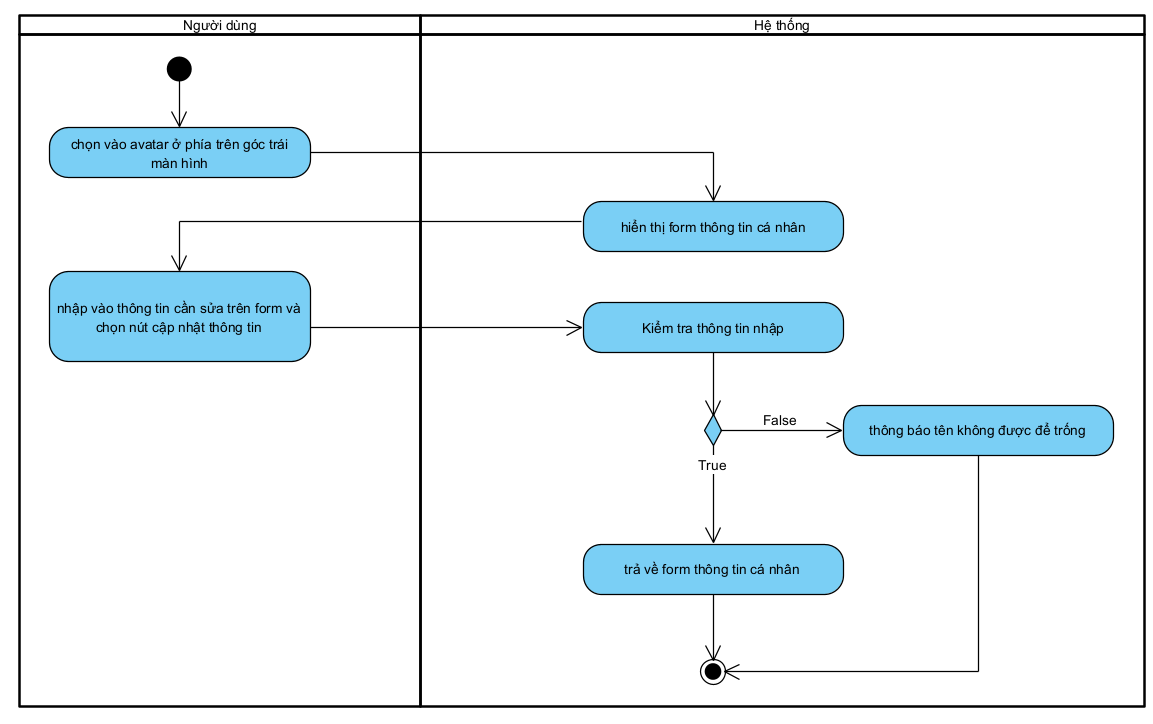 Người dùng
Hệ thống
chọn vào avatar ở phía trên góc trái
màn hình
hiển thị form thông tin cá nhân
nhập vào thông tin cần sửa trên form và
chọn nút cập nhật thông tin
Kiểm tra thông tin nhập
False
thông báo tên không được để trống
True
trả về form thông tin cá nhân